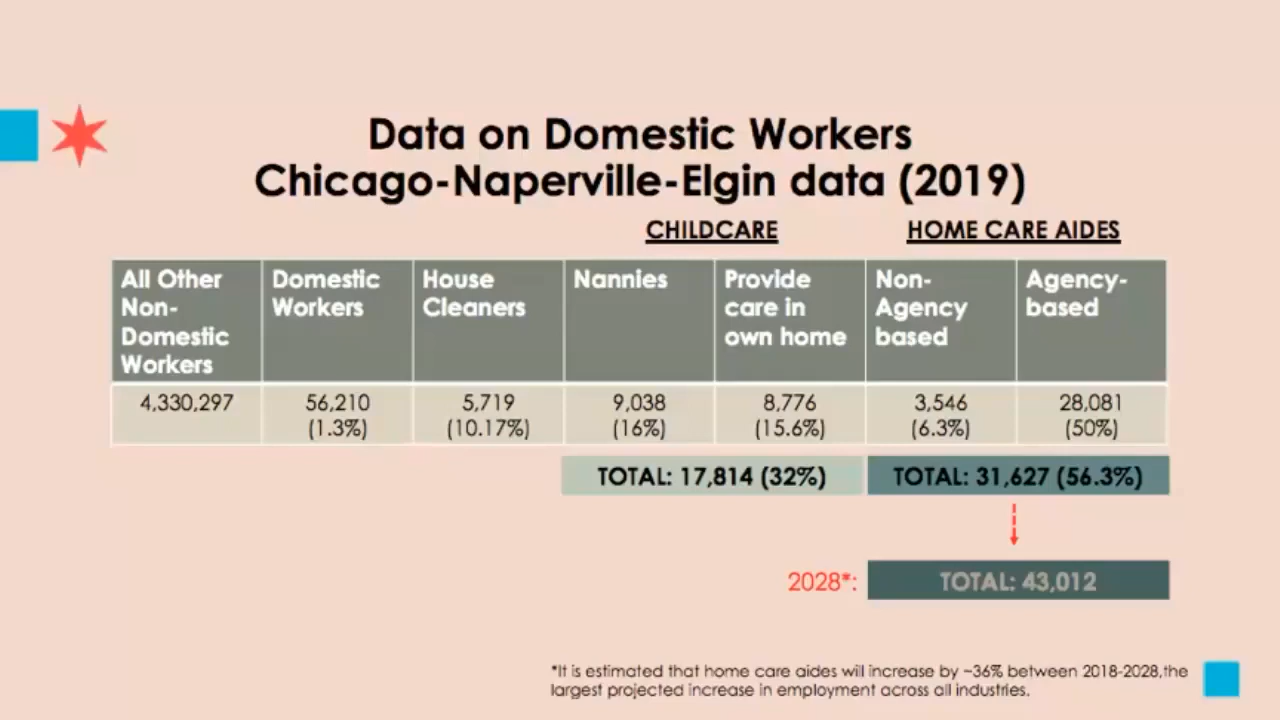 Data on Domestic Workers
Chicago-Naperville-Elgin data (2019)
CHILDCARE
HOME CARE AIDES
All Other
Non-
Domestic
Workers
Domestic
Workers
House
Cleaners
Nannies
Provide
care in
own home
Non-
Agency
based
Agency-
based
4,330,297
56,210
(1.3%)
5,719
(10.17%)
9,038
(16%)
8,776
(15.6%)
3,546
(6.3%)
28,081
(50%)
TOTAL: 17,814 (32%)
TOTAL: 31,627 (56.3%)
2028*:
TOTAL: 43,012
*It is estimated that home care aides will increase by ~36% between 2018-2028,the
largest projected increase in employment across all industries.